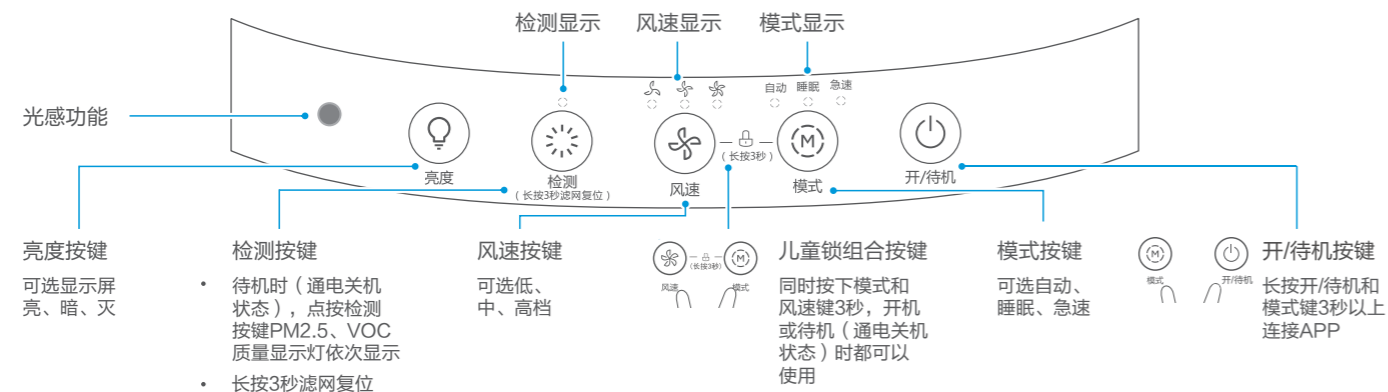 检测显示
风速显示
模式显示
自动 睡眠 急速
光感功能
亮度
检测
（长按3秒滤网复位）
风速
（长按3秒）
M
模式
开/待机
亮度按键
可选显示屏
亮、暗、灭
检测按键
• 待机时（通电关机
状态），点按检测
按键PM2.5、VOC
质量显示灯依次显示
• 长按3秒滤网复位
风速按键
可选低、
中、高档
（长按3秒）
M
风速
模式
儿童锁组合按键
同时按下模式和
风速键3秒，开机
或待机（通电关机
状态）时都可以
使用
模式按键
可选自动、
睡眠、急速
M
模式
开/待机
开/待机按键
长按开/待机和
模式键3秒以上
连接APP